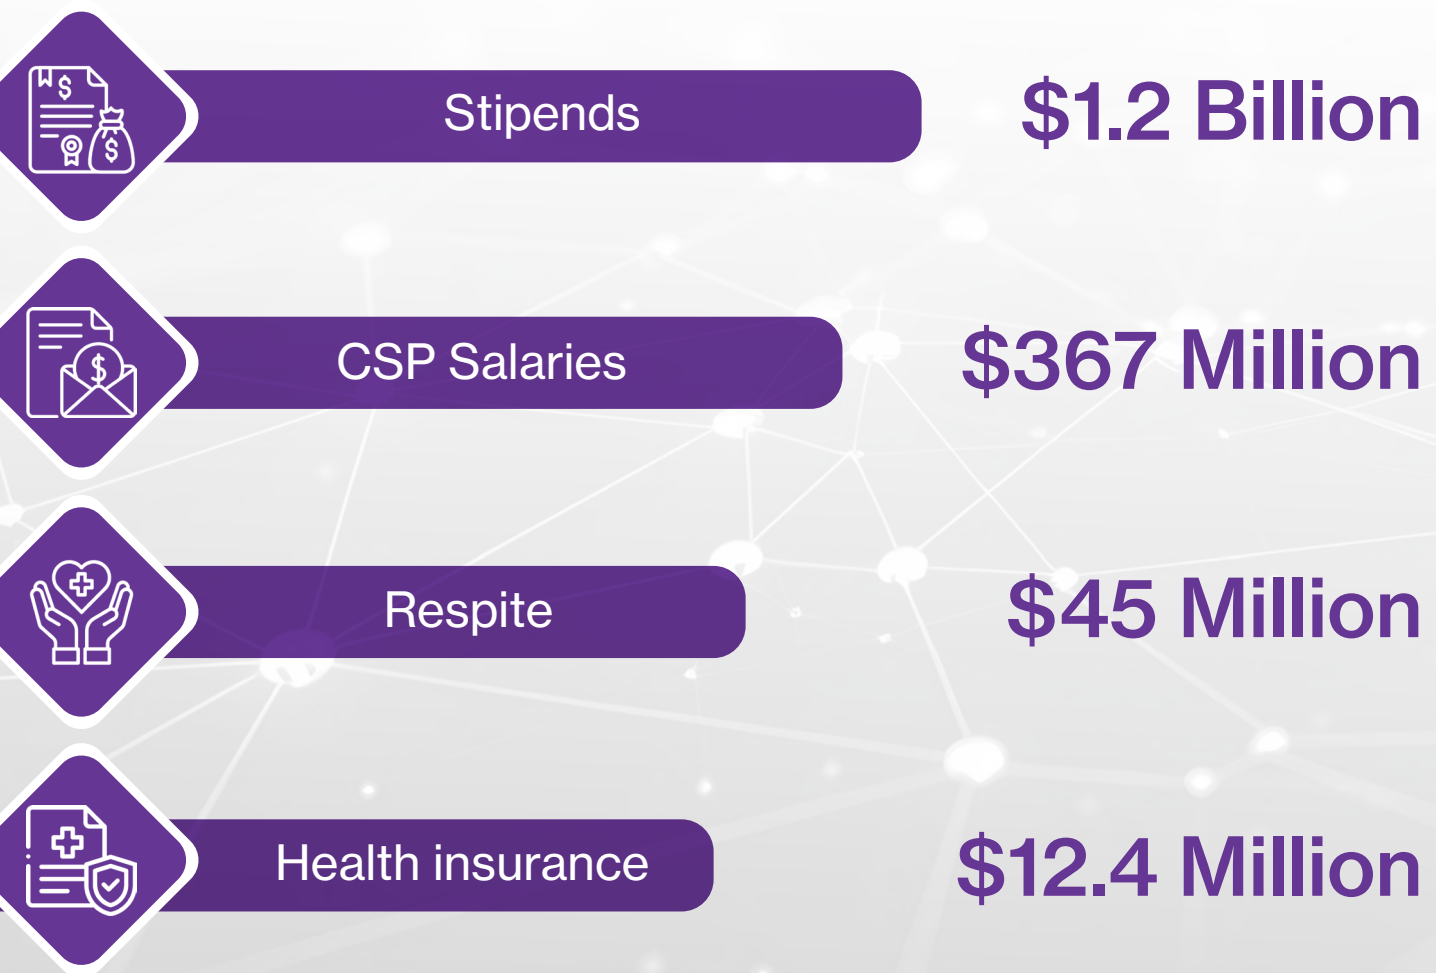 Stipends
$1.2 Billion
CSP Salaries
$367 Million
Respite
$45 Million
Health insurance
$12.4 Million